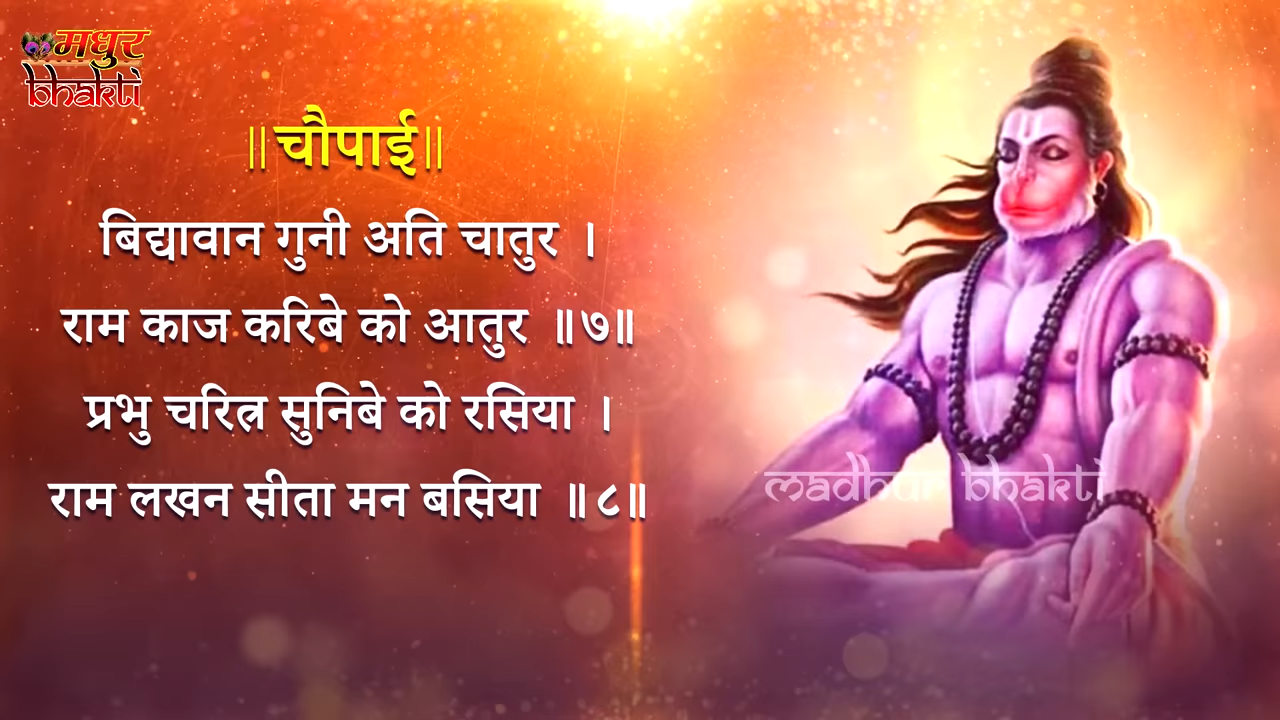 मधुर
bhakti
॥चौपाई॥
बिद्यावान गुनी अति चातुर ।
राम काज करिबे को आतुर ॥७॥
प्रभु चरित्र सुनिबे को रसिया ।
राम लखन सीता मन बसिया ॥८॥
madhur bhakti